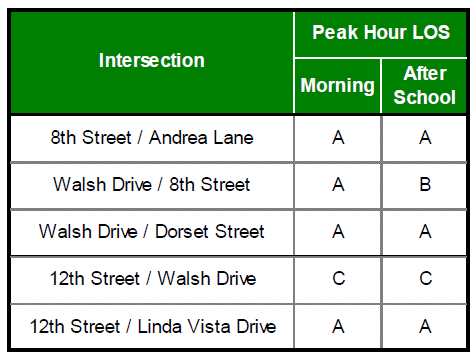 Intersection
Peak Hour LOS
Morning
After
School
8th Street / Andrea Lane A A
Walsh Drive / 8th Street A B
Walsh Drive / Dorset Street A A
12th Street / Walsh Drive C C
12th Street / Linda Vista Drive A A